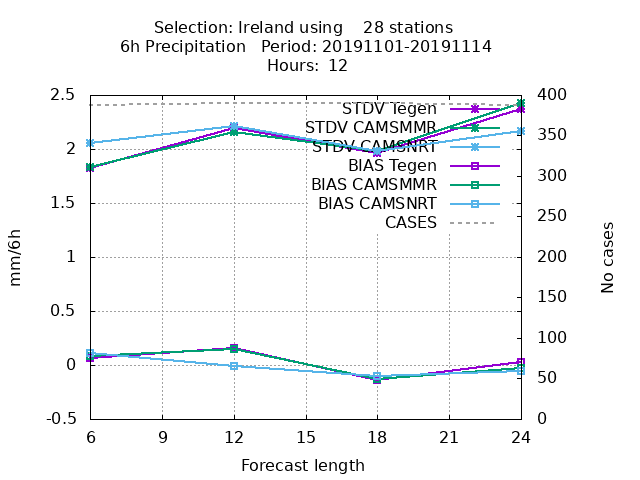 Selection: Ireland using    28 stations
6h Precipitation   Period: 20191101-20191114
Hours: 12
2.5
2
1.5
1
0.5
0
-0.5
mm/6h
400
350
300
250
200
150
100
50
0
No cases
STDV Tegen
STDV CAMSMMR
STDV CAMSNRT
BIAS Tegen
BIAS CAMSMMR
BIAS CAMSNRT
CASES
6 9 12 15 18 21 24
Forecast length